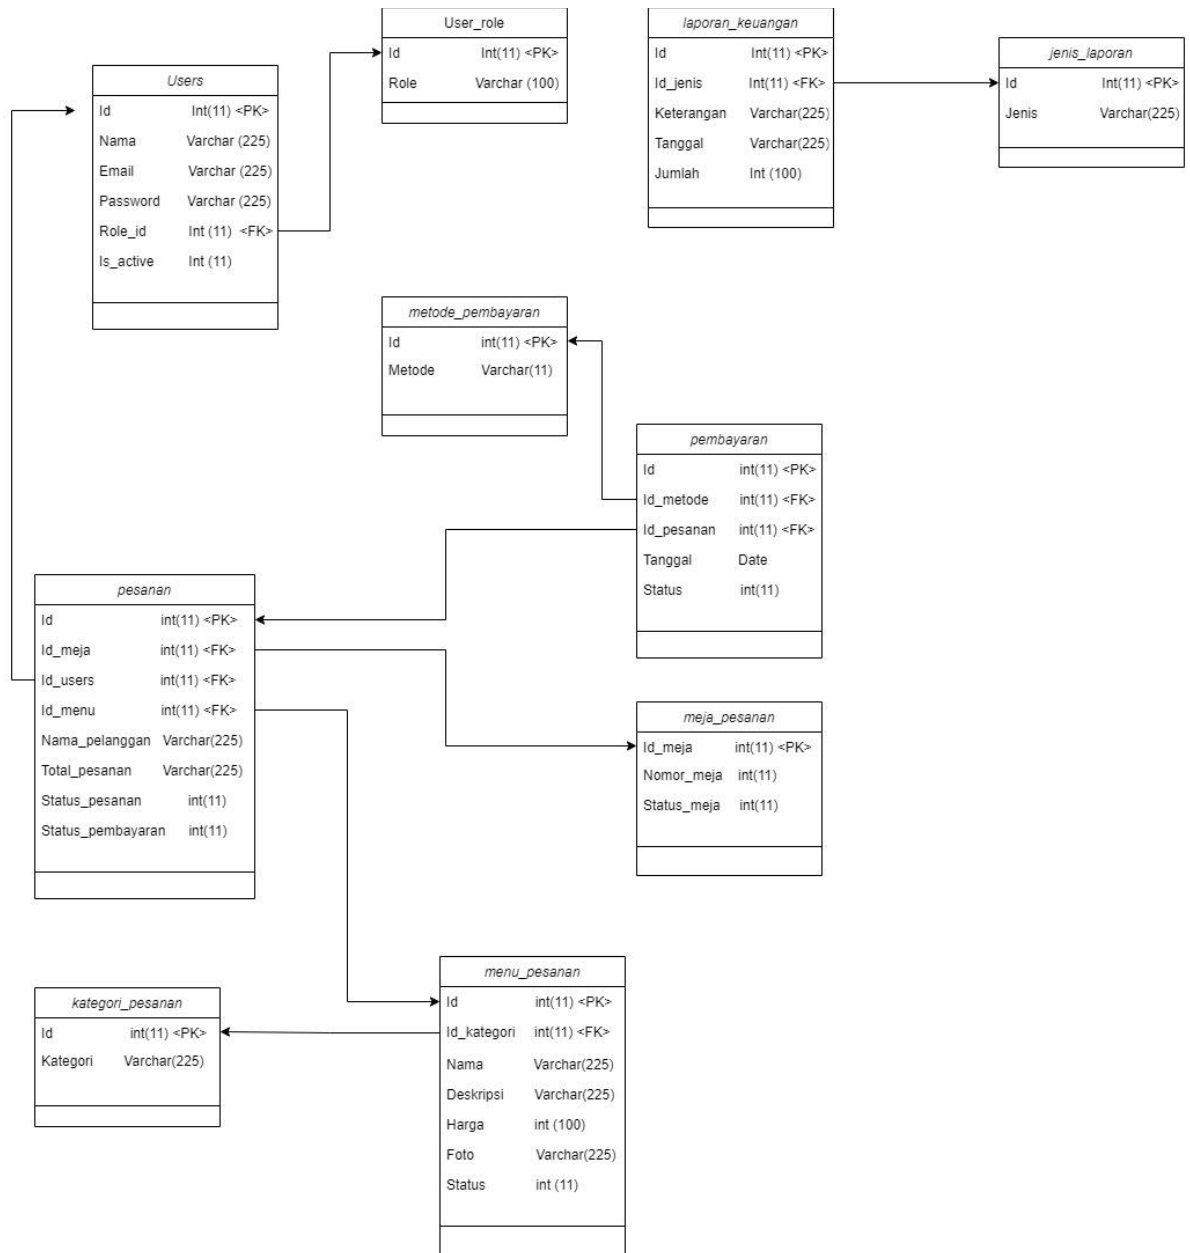 User_role
Id Int(11) <PK>
Role Varchar (100)
laporan_keuangan
Id Int(11) <PK>
Id_jenis Int(11) <FK>
Keterangan Varchar(225)
Tanggal Varchar(225)
Jumlah Int (100)
jenis_laporan
Id Int(11) <PK>
Jenis Varchar(225)
Users
Id Int(11) <PK>
Nama Varchar (225)
Email Varchar (225)
Password Varchar (225)
Role_id Int (11) <FK>
Is_active Int (11)
metode_pembayaran
Id int(11) <PK>
Metode Varchar(11)
pembayaran
Id int(11) <PK>
Id_metode int(11) <FK>
Id_pesanan int(11) <FK>
Tanggal Date
Status int(11)
pesanan
Id int(11) <PK>
Id_meja int(11) <FK>
Id_users int(11) <FK>
Id_menu int(11) <FK>
Nama_pelanggan Varchar(225)
Total_pesanan Varchar(225)
Status_pesanan int(11)
Status_pembayaran int(11)
meja_pesanan
Id_meja int(11) <PK>
Nomor_meja int(11)
Status_meja int(11)
kategori_pesanan
Id int(11) <PK>
Kategori Varchar(225)
menu_pesanan
Id int(11) <PK>
Id_kategori int(11) <FK>
Nama Varchar(225)
Deskripsi Varchar(225)
Harga int (100)
Foto Varchar(225)
Status int (11)